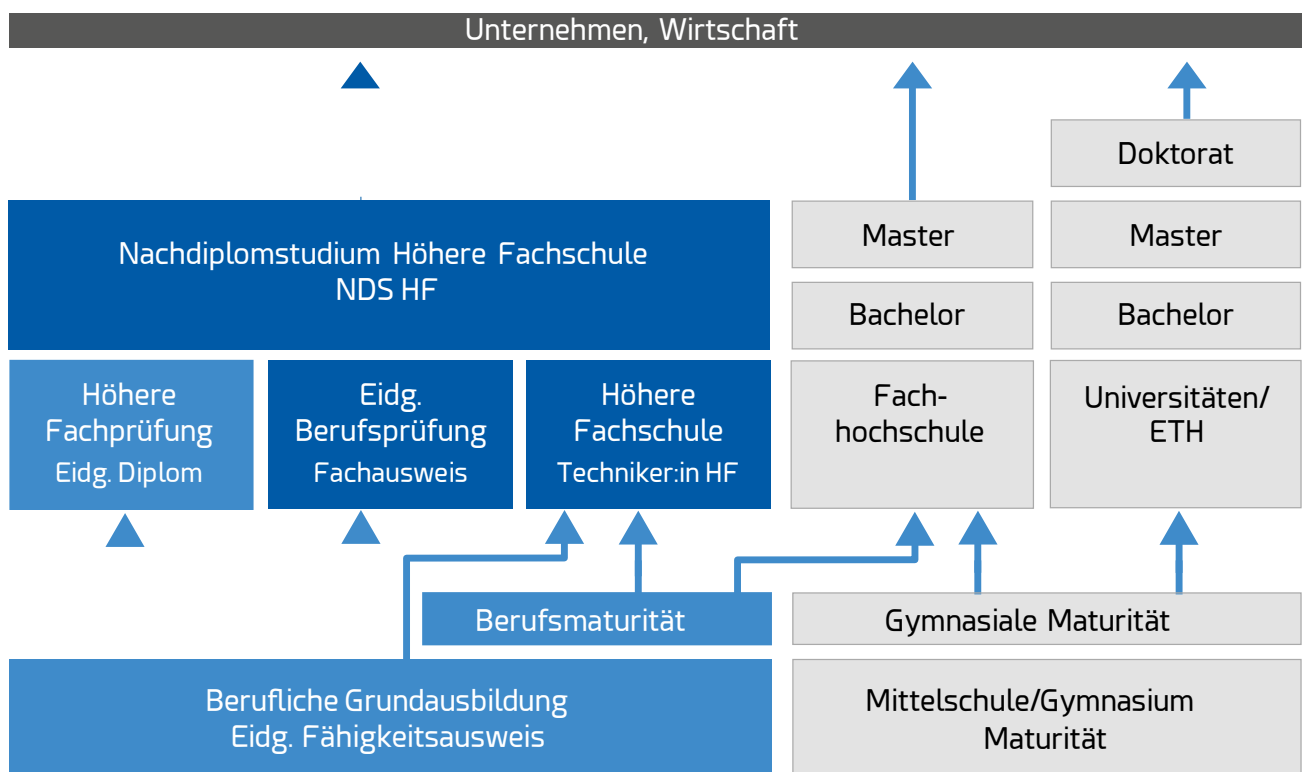 Unternehmen, Wirtschaft
Doktorat
Nachdiplomstudium Höhere Fachschule
NDS HF
Master
Master
Bachelor
Bachelor
Höhere
Fachprüfung
Eidg. Diplom
Eidg.
Berufsprüfung
Fachausweis
Höhere
Fachschule
Techniker:in HF
Fach-
hochschule
Universitäten/
ETH
Berufsmaturität
Gymnasiale Maturität
Berufliche Grundausbildung
Eidg. Fähigkeitsausweis
Mittelschule/Gymnasium
Maturität